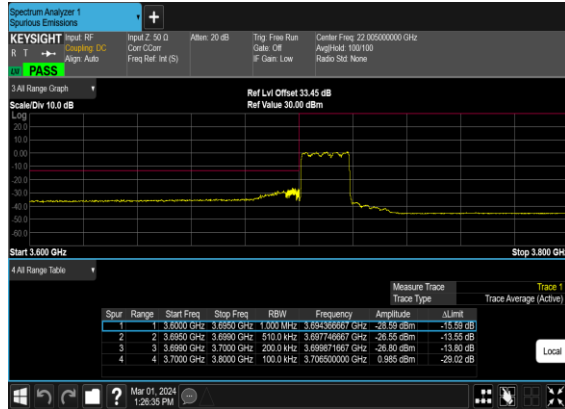 Spectrum Analyzer 1
Spurious Emissions
+
KEYSIGHT Input: RF Input Z: 50 Ω Atten: 20 dB Trig: Free Run Center Freq: 22.005000000 GHz
R T Coupling: DC Corr CCorr Gate: Off Avg|Hold: 100/100
Align: Auto Freq Ref: Int (S) IF Gain: Low Radio Std: None
LV PASS
3 All Range Graph
Ref Lvl Offset 33.45 dB
Scale/Div 10.0 dB Ref Value 30.00 dBm
Log
20.0
10.0
0.00
-10.0
-20.0
-30.0
-40.0
-50.0
-60.0
Start 3.600 GHz Stop 3.800 GHz
4 All Range Table
Measure Trace Trace 1
Trace Type Trace Average (Active)
Spur Range Start Freq Stop Freq RBW Frequency Amplitude ΔLimit
1 1 3.6000 GHz 3.6950 GHz 1.000 MHz 3.694366667 GHz -28.59 dBm -15.59 dB
2 2 3.6950 GHz 3.6990 GHz 510.0 kHz 3.697746667 GHz -26.55 dBm -13.55 dB
3 3 3.6990 GHz 3.7000 GHz 200.0 kHz 3.699871667 GHz -26.80 dBm -13.80 dB
4 4 3.7000 GHz 3.8000 GHz 100.0 kHz 3.706500000 GHz 0.985 dBm -29.02 dB
Local
?
Mar 01, 2024
1:26:35 PM